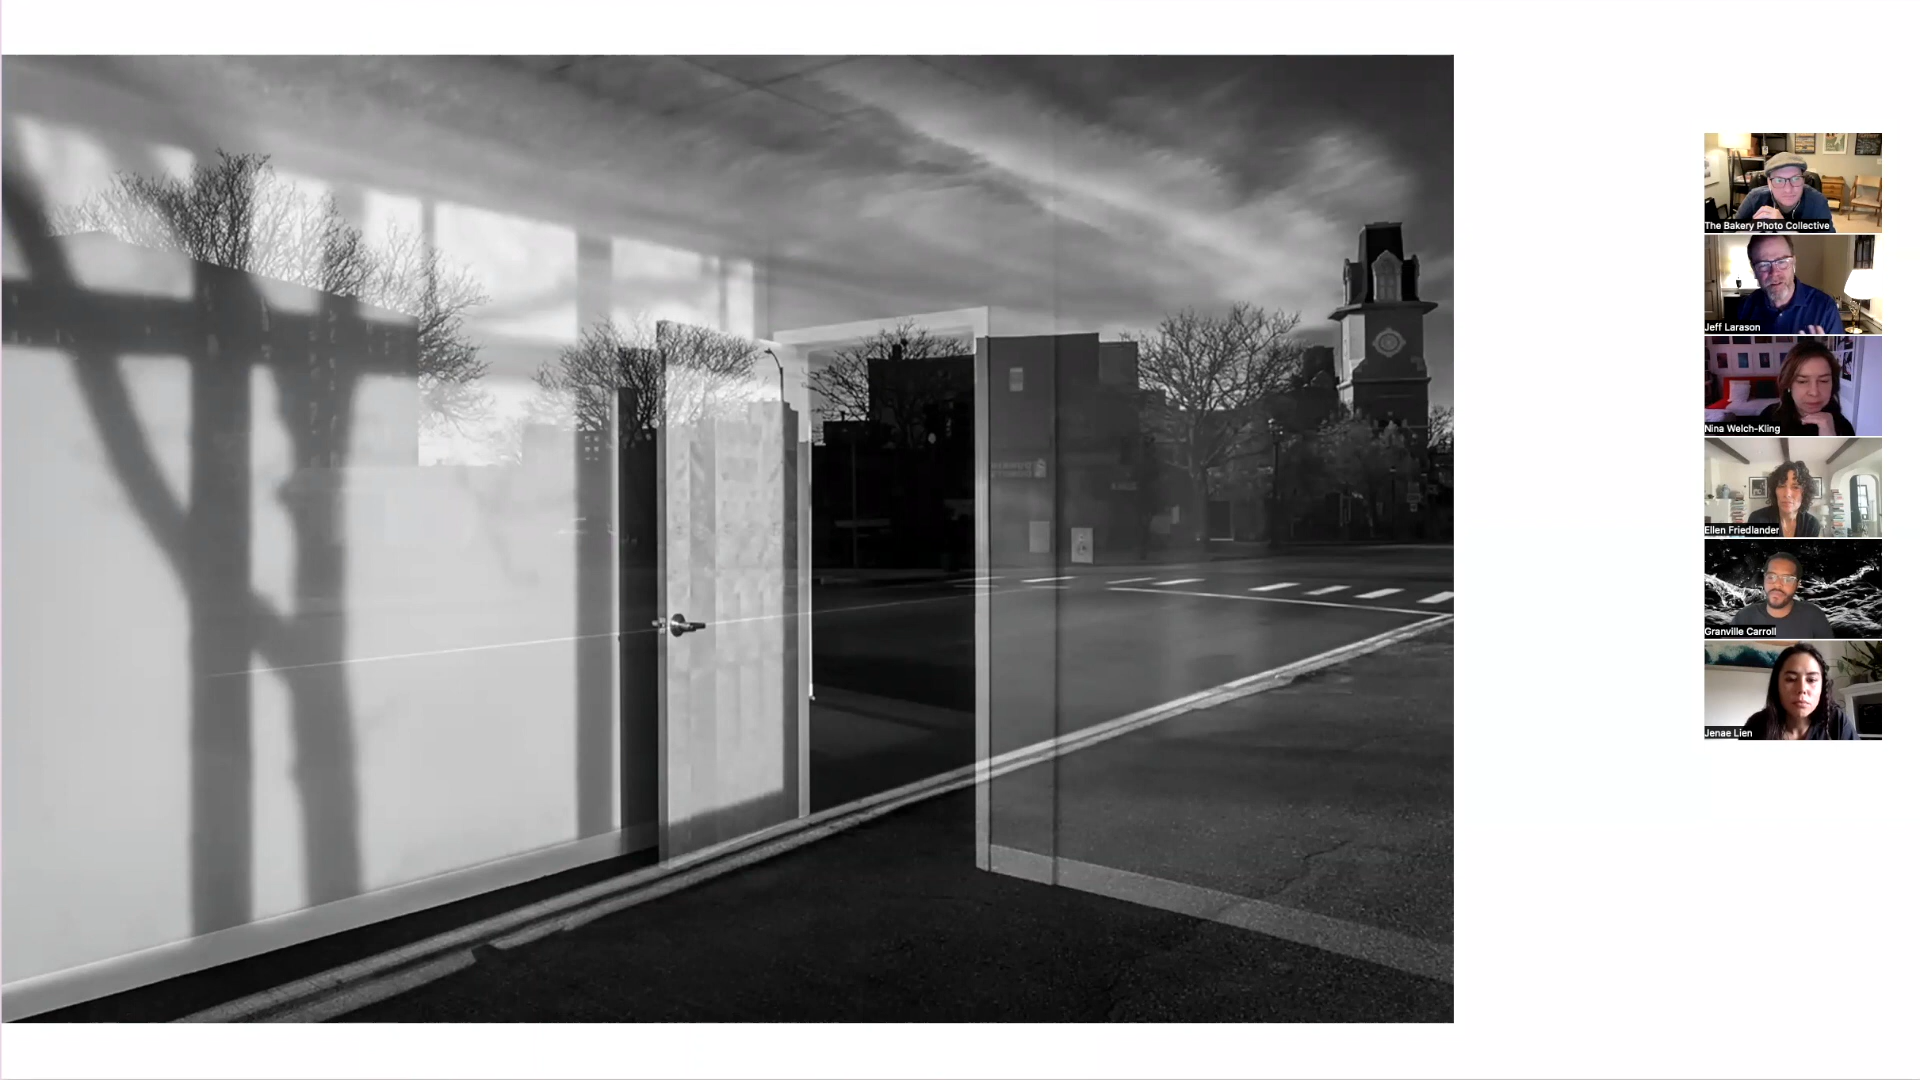 The Bakery Photo Collective
Jeff Larason
Nina Welch-Kling
Ellen Friedlander
Granville Carroll
Jenae Lien